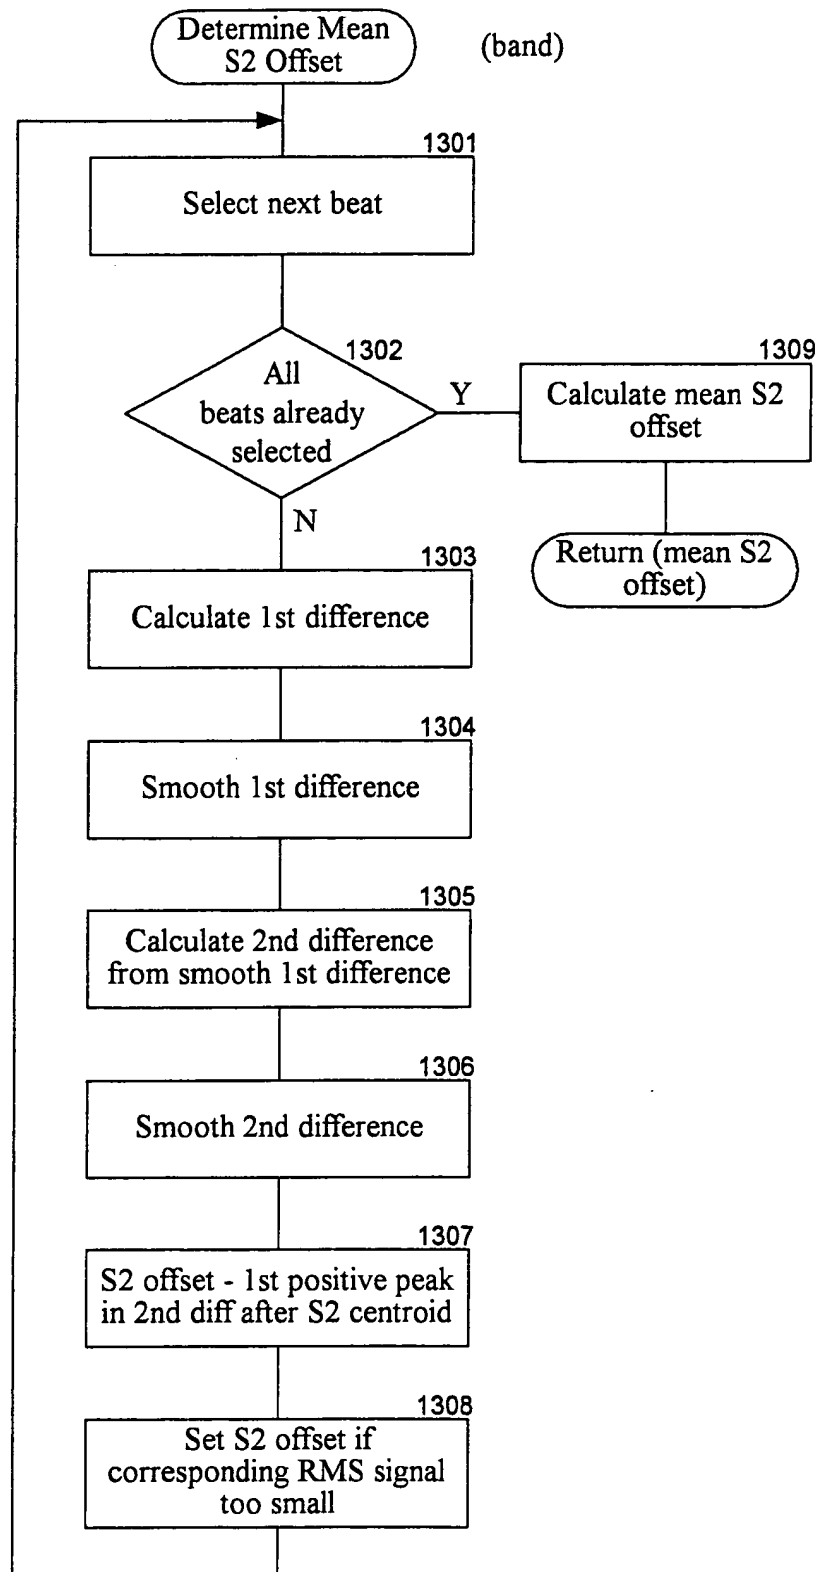 Determine Mean
S2 Offset
(band)
1301
Select next beat
1302
All
beats already
selected
Y
N
1309
Calculate mean S2
offset
Return (mean S2
offset)
1303
Calculate 1st difference
1304
Smooth 1st difference
1305
Calculate 2nd difference
from smooth 1st difference
1306
Smooth 2nd difference
1307
S2 offset - 1st positive peak
in 2nd diff after S2 centroid
1308
Set S2 offset if
corresponding RMS signal
too small